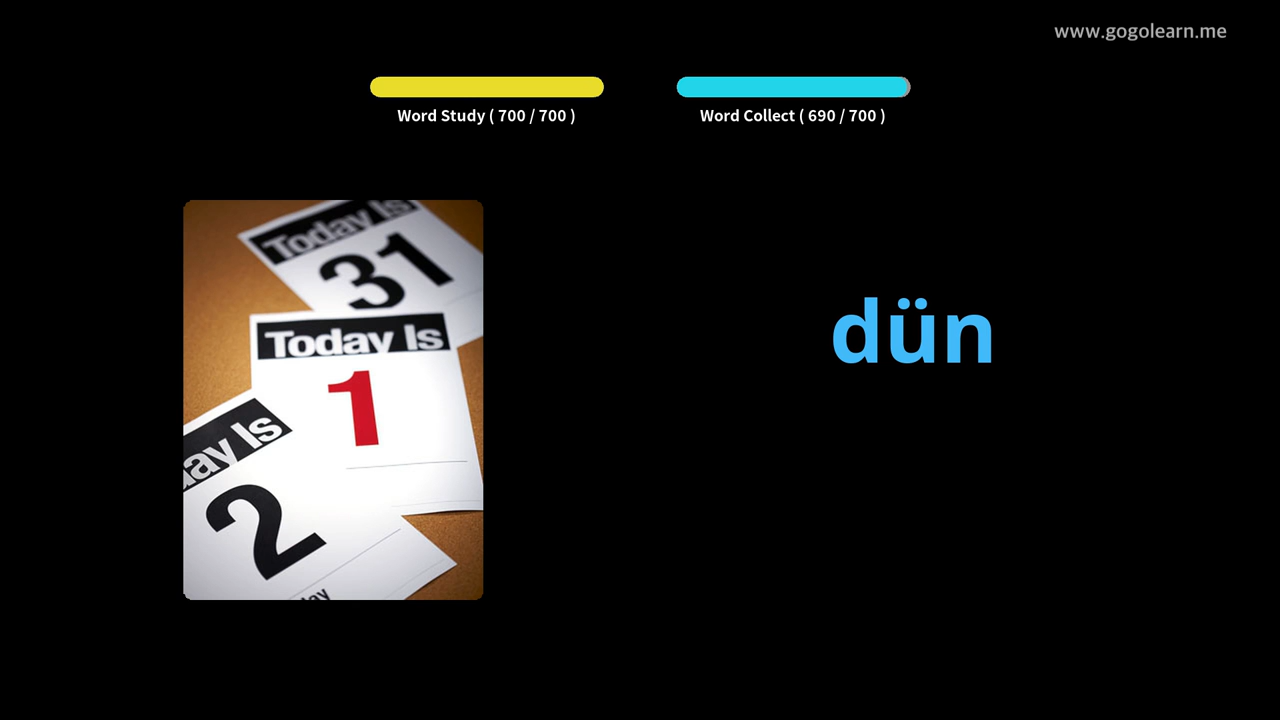 www.gogolearn.me
Word Study ( 700 / 700 )
Word Collect ( 690 / 700 )
Today Is
31
Today Is
1
dün
ay Is
2
ay